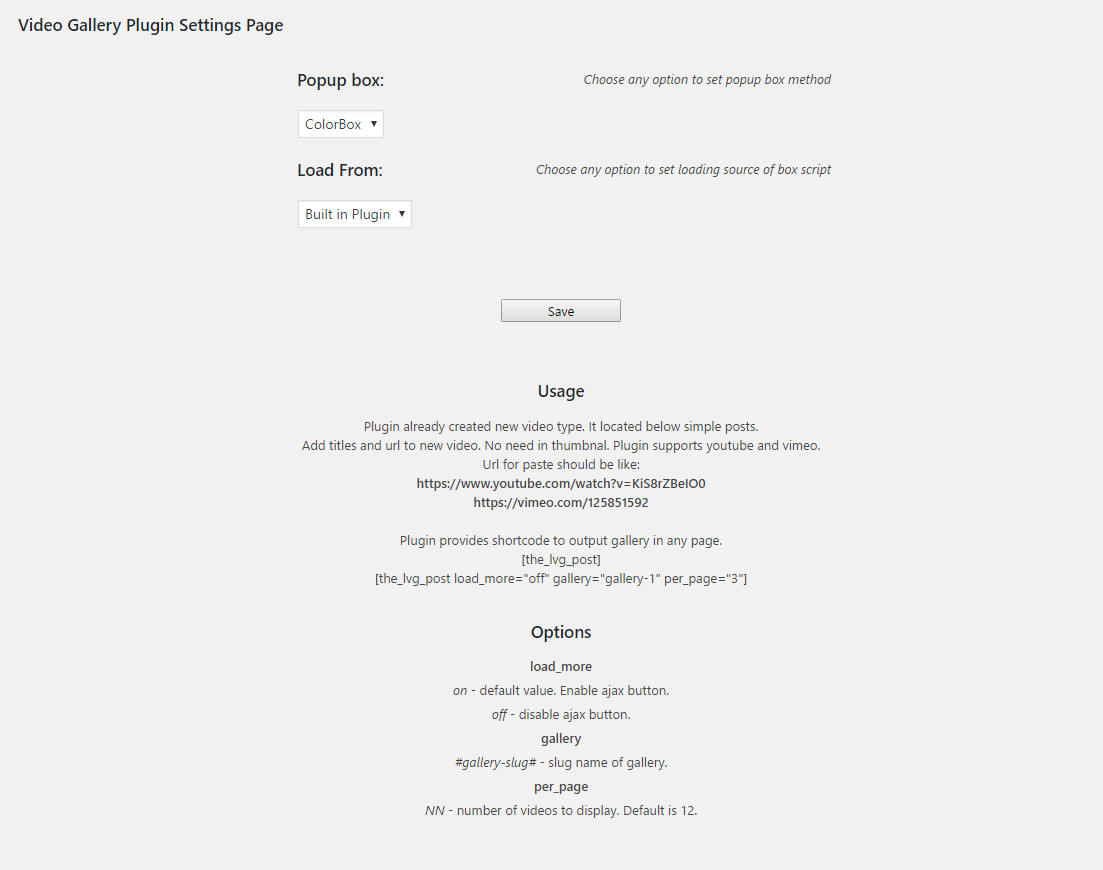 Video Gallery Plugin Settings Page
Popup box:
Choose any option to set popup box method
ColorBox
Load From:
Choose any option to set loading source of box script
Built in Plugin
Save
Usage
Plugin already created new video type. It located below simple posts.
Add titles and url to new video. No need in thumbnal. Plugin supports youtube and vimeo.
Url for paste should be like:
https://www.youtube.com/watch?v=KiS8rZBeIO0
https://vimeo.com/125851592
Plugin provides shortcode to output gallery in any page.
[the_lvg_post]
[the_lvg_post load_more="off" gallery="gallery-1" per_page="3"]
Options
load_more
on - default value. Enable ajax button.
off - disable ajax button.
gallery
#gallery-slug# - slug name of gallery.
per_page
NN - number of videos to display. Default is 12.